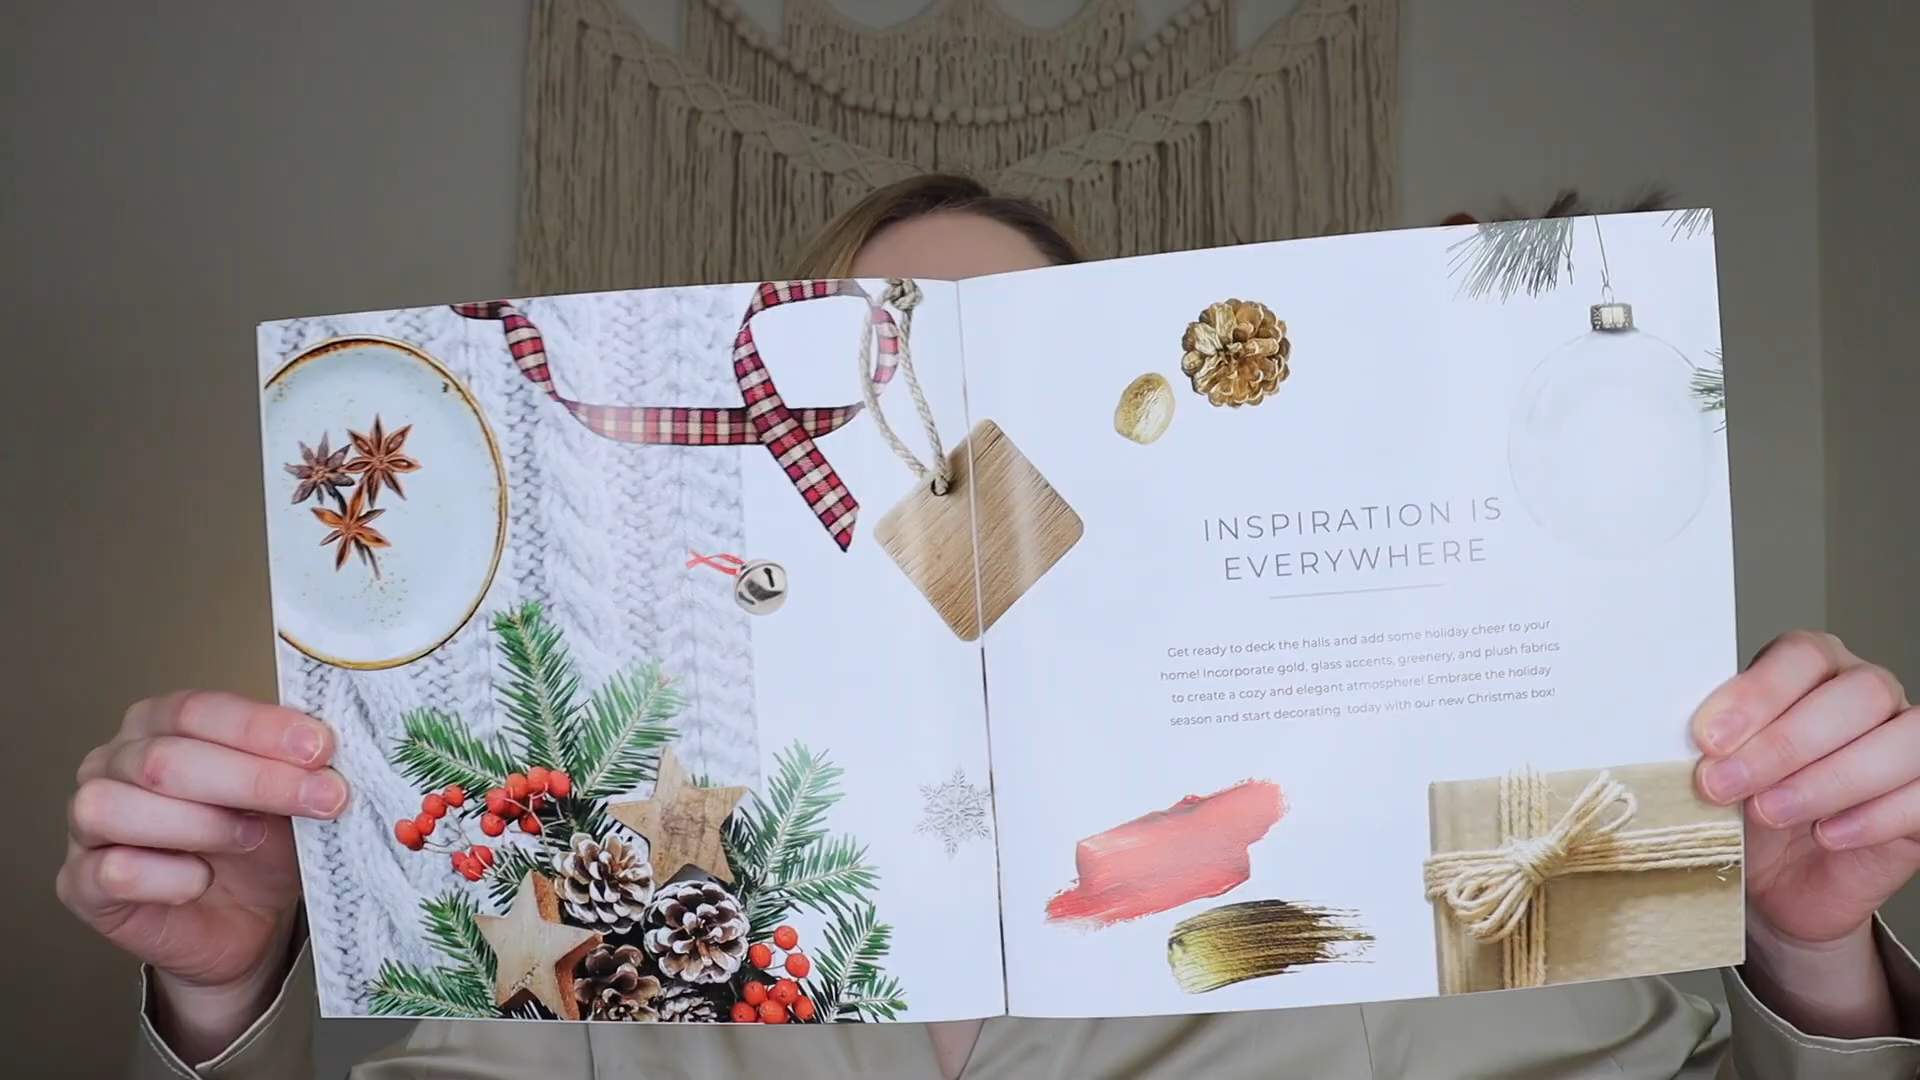 INSPIRATION IS
EVERYWHERE
Get ready to deck the halls and add some holiday cheer to your
home! Incorporate gold, glass accents, greenery, and plush fabrics
to create a cozy and elegant atmosphere! Embrace the holiday
season and start decorating today with our new Christmas box!